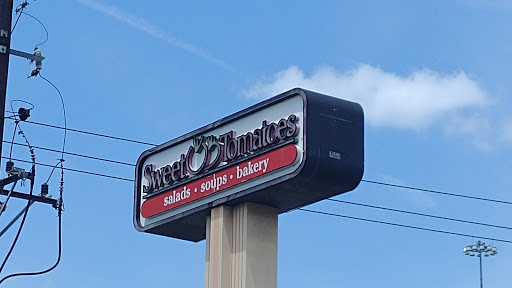 Sweet Tomatoes
salads • soups • bakery